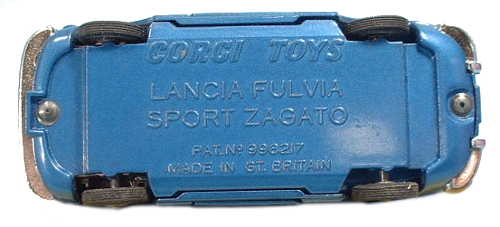 CORGI TOYS
LANCIA FULVIA
SPORT ZAGATO
PAT. No 996217
MADE IN GT. BRITAIN